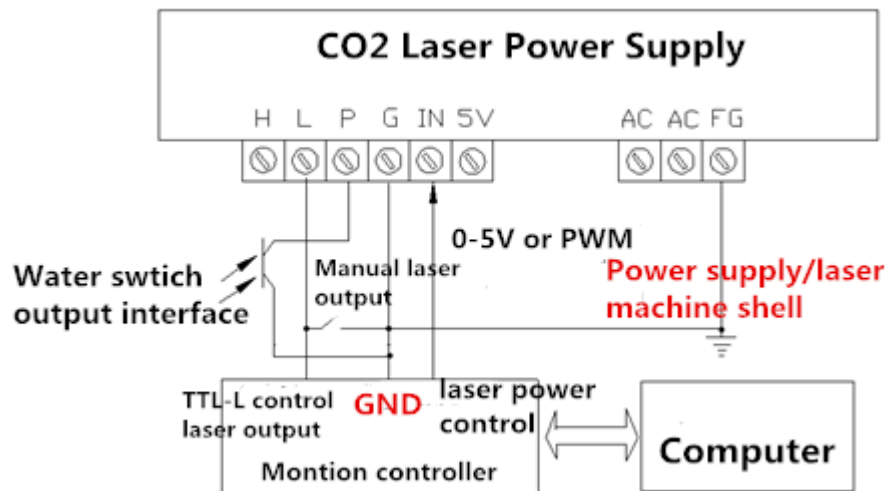 CO2 Laser Power Supply
H L P G IN 5V AC AC FG
0-5V or PWM
Water swtich
output interface
Manual laser
output
Power supply/laser
machine shell
TTL-L control
laser output
GND
laser power
control
Montion controller
Computer